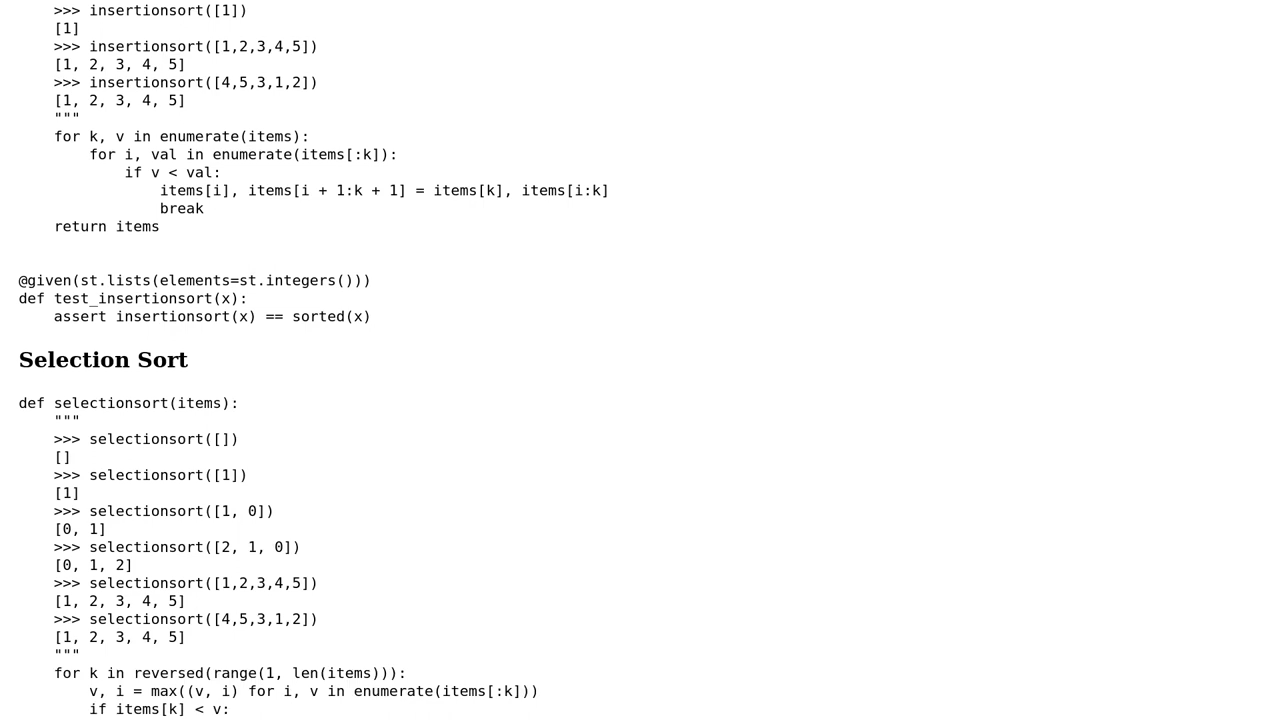 >>> insertionsort([1])
    [1]
    >>> insertionsort([1,2,3,4,5])
    [1, 2, 3, 4, 5]
    >>> insertionsort([4,5,3,1,2])
    [1, 2, 3, 4, 5]
    """
    for k, v in enumerate(items):
        for i, val in enumerate(items[:k]):
            if v < val:
                items[i], items[i + 1:k + 1] = items[k], items[i:k]
                break
    return items
@given(st.lists(elements=st.integers()))
def test_insertionsort(x):
    assert insertionsort(x) == sorted(x)
Selection Sort
def selectionsort(items):
    """
    >>> selectionsort([])
    []
    >>> selectionsort([1])
    [1]
    >>> selectionsort([1, 0])
    [0, 1]
    >>> selectionsort([2, 1, 0])
    [0, 1, 2]
    >>> selectionsort([1,2,3,4,5])
    [1, 2, 3, 4, 5]
    >>> selectionsort([4,5,3,1,2])
    [1, 2, 3, 4, 5]
    """
    for k in reversed(range(1, len(items))):
        v, i = max((v, i) for i, v in enumerate(items[:k]))
        if items[k] < v: